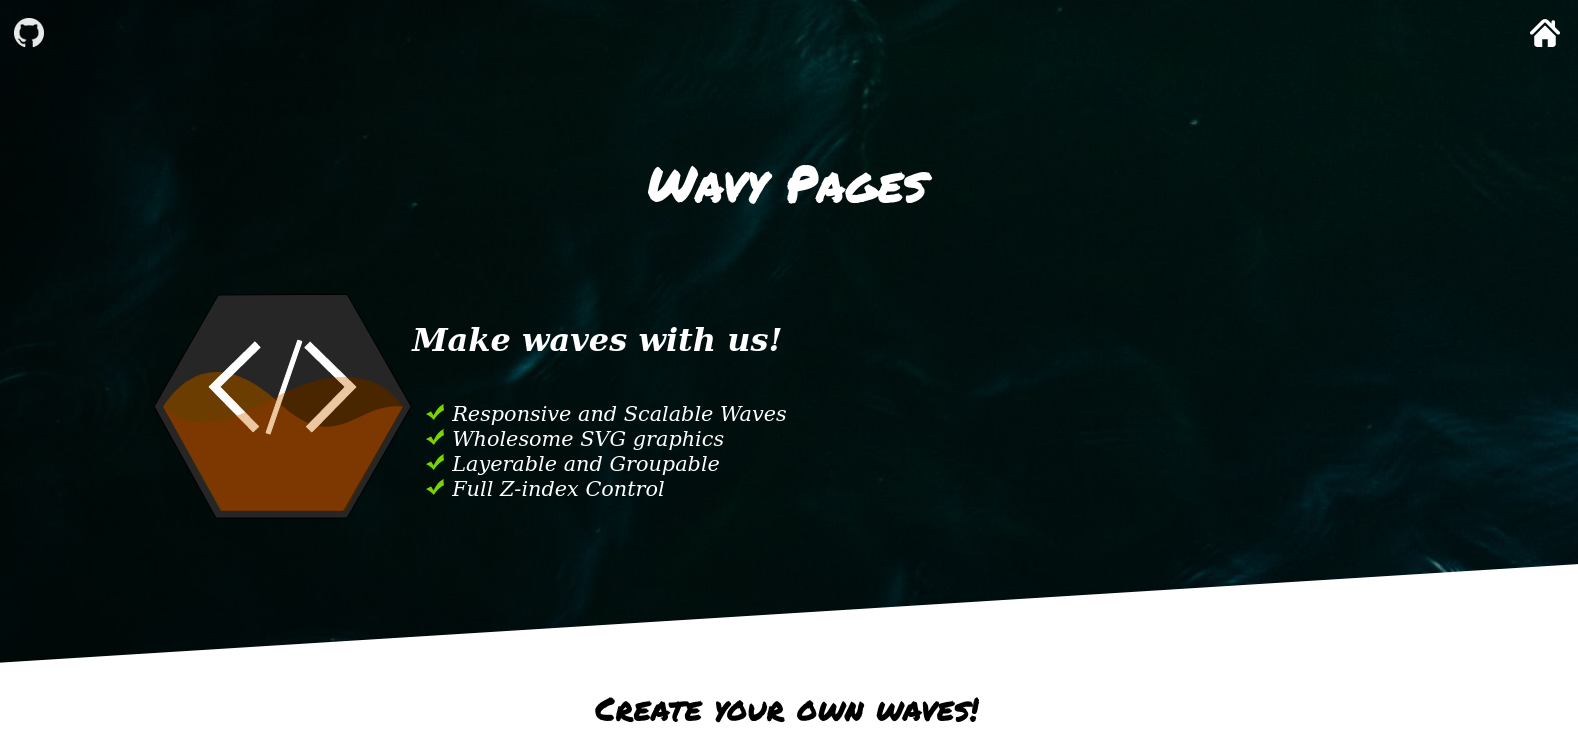 Wavy Pages
Make waves with us!
Responsive and Scalable Waves
Wholesome SVG graphics
Layerable and Groupable
Full Z-index Control
Create your own waves!